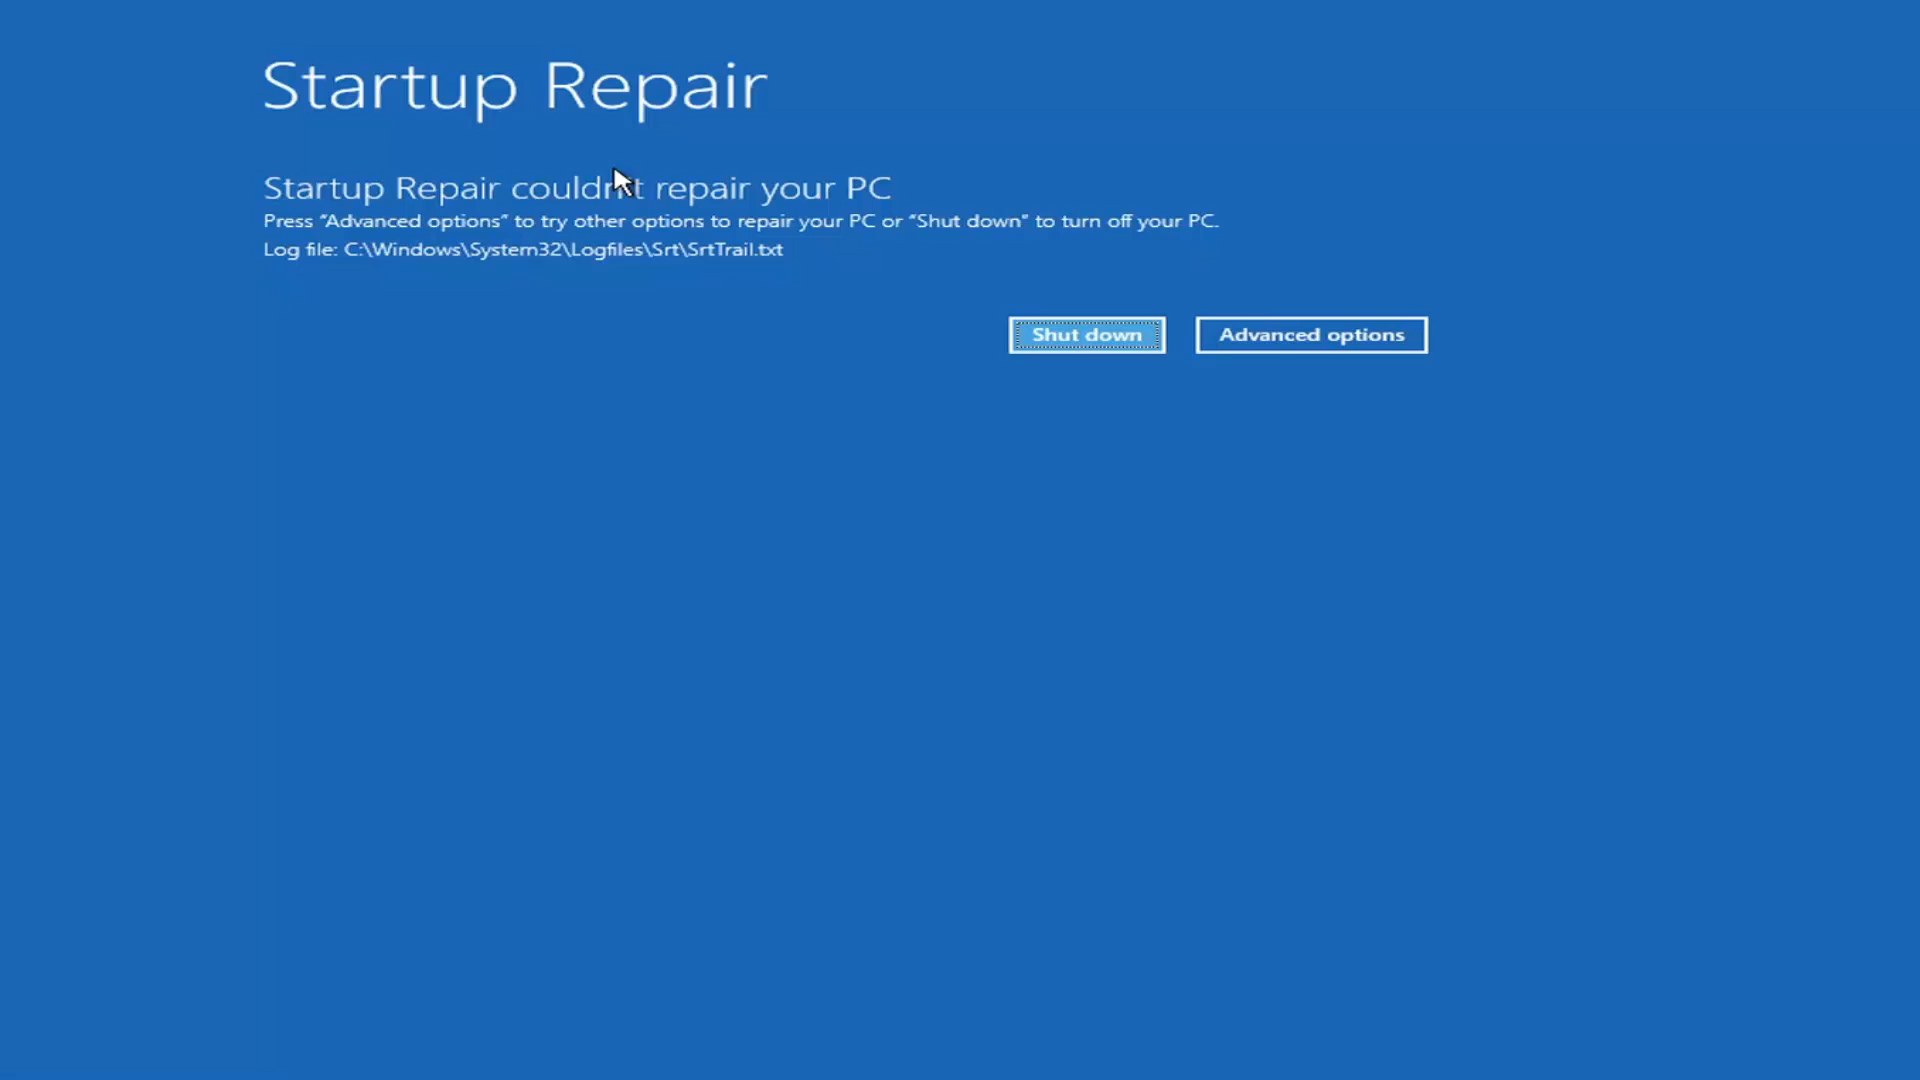 Startup Repair
Startup Repair couldn't repair your PC
Press "Advanced options" to try other options to repair your PC or "Shut down" to turn off your PC.
Log file: C:\Windows\System32\Logfiles\Srt\SrtTrail.txt
Shut down
Advanced options